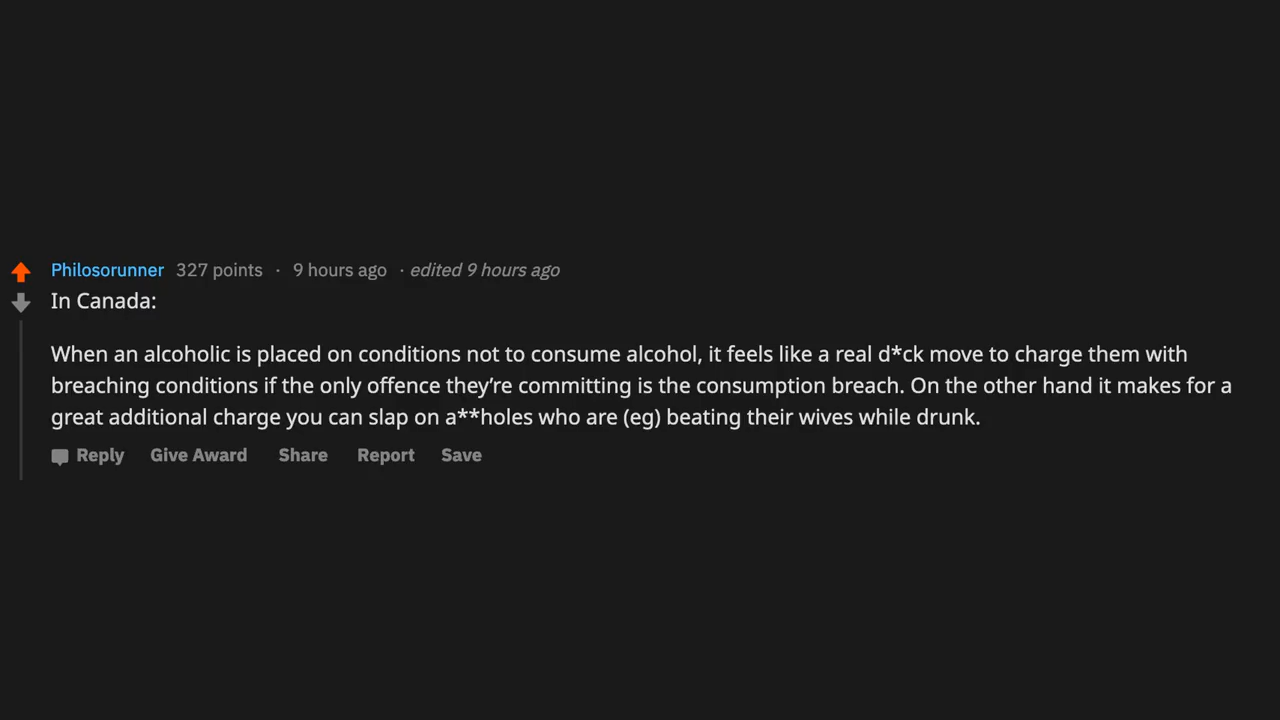 Philosorunner 327 points · 9 hours ago · edited 9 hours ago
In Canada:
When an alcoholic is placed on conditions not to consume alcohol, it feels like a real d*ck move to charge them with
breaching conditions if the only offence they’re committing is the consumption breach. On the other hand it makes for a
great additional charge you can slap on a**holes who are (eg) beating their wives while drunk.
Reply Give Award Share Report Save